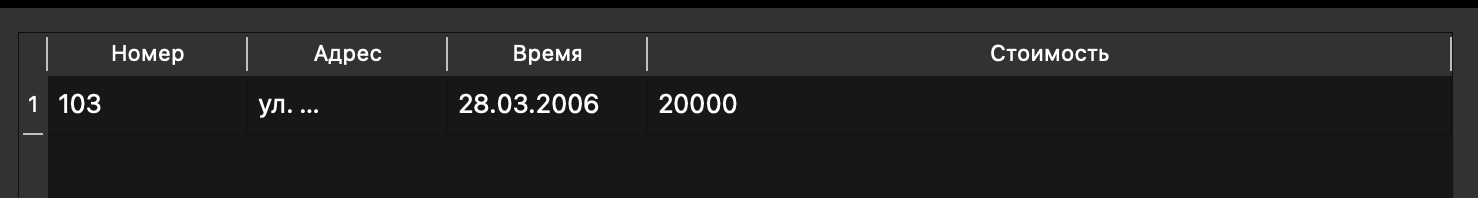 Номер Адрес Время Стоимость
1 103 ул. ... 28.03.2006 20000